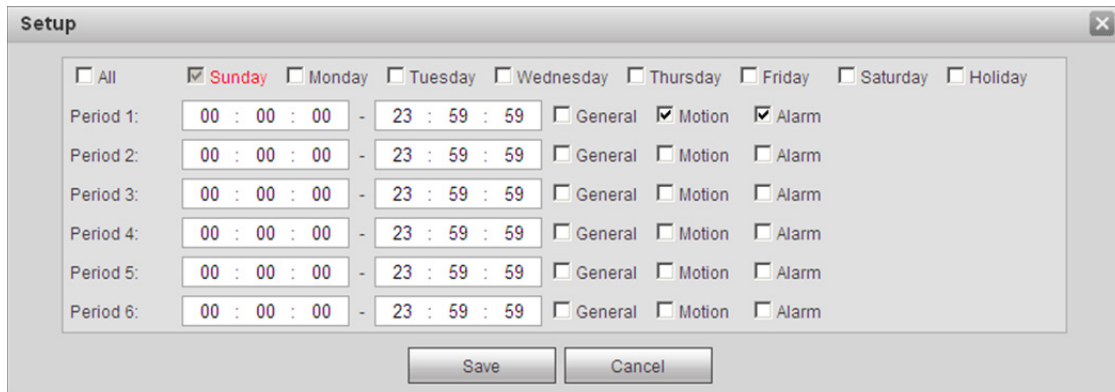 Setup
All Sunday Monday Tuesday Wednesday Thursday Friday Saturday Holiday
Period 1: 00 : 00 : 00 - 23 : 59 : 59 General Motion Alarm
Period 2: 00 : 00 : 00 - 23 : 59 : 59 General Motion Alarm
Period 3: 00 : 00 : 00 - 23 : 59 : 59 General Motion Alarm
Period 4: 00 : 00 : 00 - 23 : 59 : 59 General Motion Alarm
Period 5: 00 : 00 : 00 - 23 : 59 : 59 General Motion Alarm
Period 6: 00 : 00 : 00 - 23 : 59 : 59 General Motion Alarm
Save Cancel